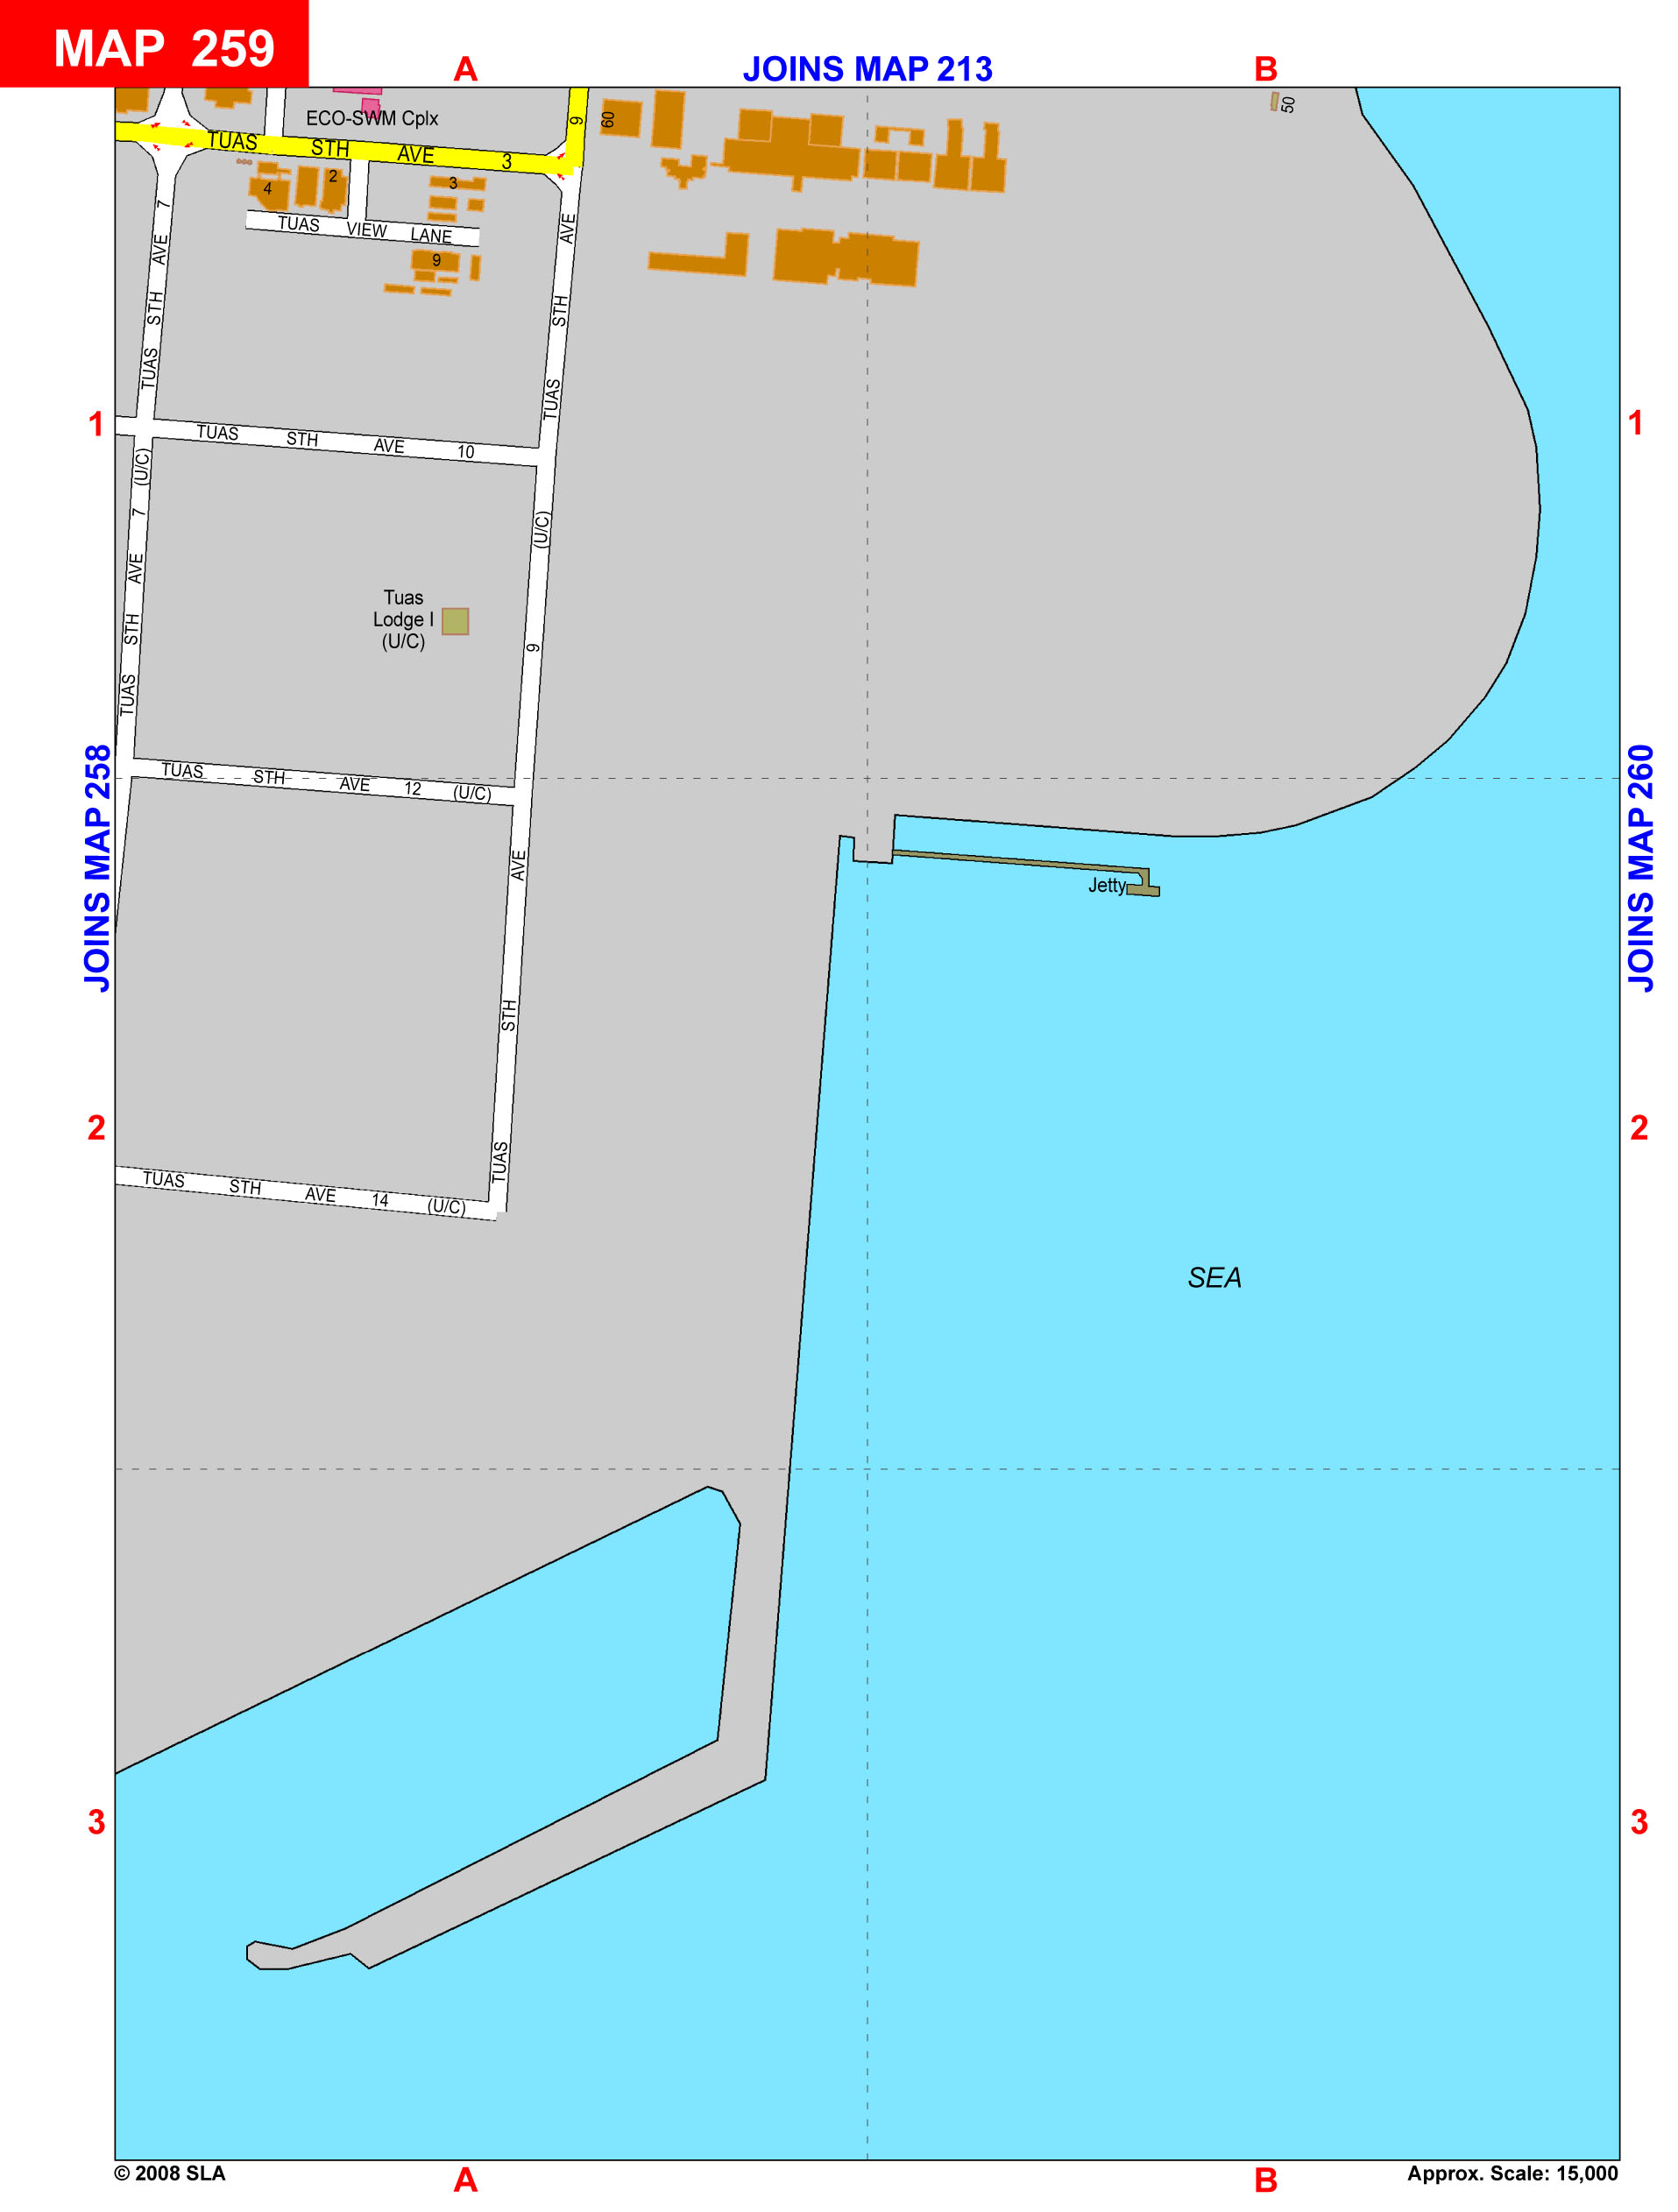 MAP 259
A
JOINS MAP 213
B
ECO-SWM Cplx
9
60
50
TUAS STH AVE 3
4
2
3
TUAS VIEW LANE
9
TUAS STH AVE 7
TUAS STH AVE 9 (U/C)
1
1
TUAS STH AVE 10
TUAS STH AVE 7 (U/C)
Tuas
Lodge I
(U/C)
TUAS STH AVE 12 (U/C)
JOINS MAP 258
JOINS MAP 260
Jetty
TUAS STH AVE
2
2
TUAS STH AVE 14 (U/C)
SEA
3
3
© 2008 SLA
A
B
Approx. Scale: 15,000